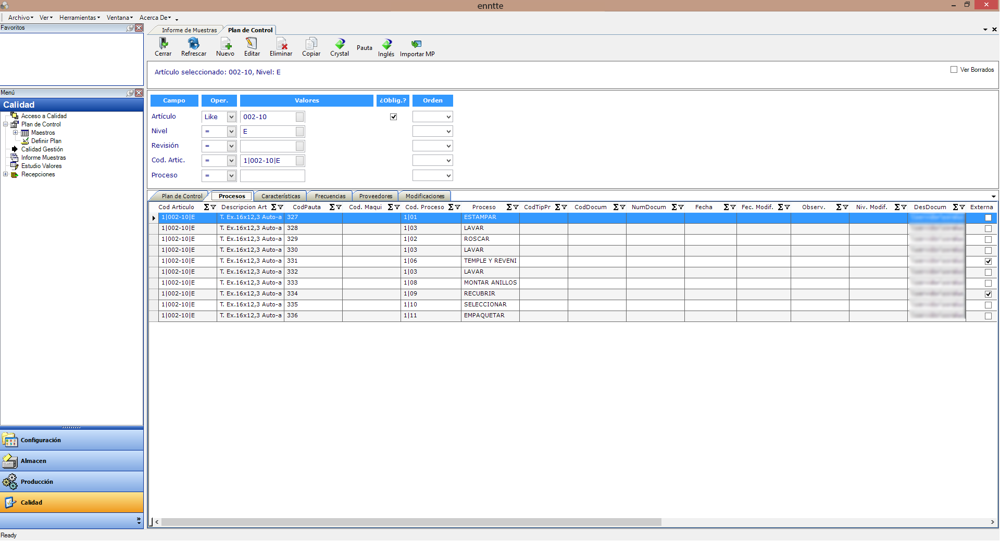 enntte
Archivo Ver Herramientas Ventana Acerca De
Favoritos
Menú
Calidad
Acceso a Calidad
Plan de Control
Maestros
Definir Plan
Calidad Gestión
Informe Muestras
Estudio Valores
Recepciones
Configuración
Almacen
Producción
Calidad
Informe de Muestras Plan de Control
Cerrar Refrescar Nuevo Editar Eliminar Copiar Crystal Pauta Inglés Importar MP
Artículo seleccionado: 002-10, Nivel: E
Ver Borrados
Campo Oper. Valores ¿Oblig.? Orden
Artículo Like 002-10
Nivel = E
Revisión =
Cod. Artic. = 1|002-10|E
Proceso =
Plan de Control Procesos Características Frecuencias Proveedores Modificaciones
Cod Articulo Descripcion Art CodPauta Cod. Maqui Cod. Proceso Proceso CodTipPr CodDocum NumDocum Fecha Fec. Modif. Observ. Niv. Modif. DesDocum Externa
1|002-10|E T. Ex.16x12,3 Auto-a 327 1|01 ESTAMPAR
1|002-10|E T. Ex.16x12,3 Auto-a 328 1|03 LAVAR
1|002-10|E T. Ex.16x12,3 Auto-a 329 1|02 ROSCAR
1|002-10|E T. Ex.16x12,3 Auto-a 330 1|03 LAVAR
1|002-10|E T. Ex.16x12,3 Auto-a 331 1|06 TEMPLE Y REVENI
1|002-10|E T. Ex.16x12,3 Auto-a 332 1|03 LAVAR
1|002-10|E T. Ex.16x12,3 Auto-a 333 1|08 MONTAR ANILLOS
1|002-10|E T. Ex.16x12,3 Auto-a 334 1|09 RECUBRIR
1|002-10|E T. Ex.16x12,3 Auto-a 335 1|10 SELECCIONAR
1|002-10|E T. Ex.16x12,3 Auto-a 336 1|11 EMPAQUETAR
Ready